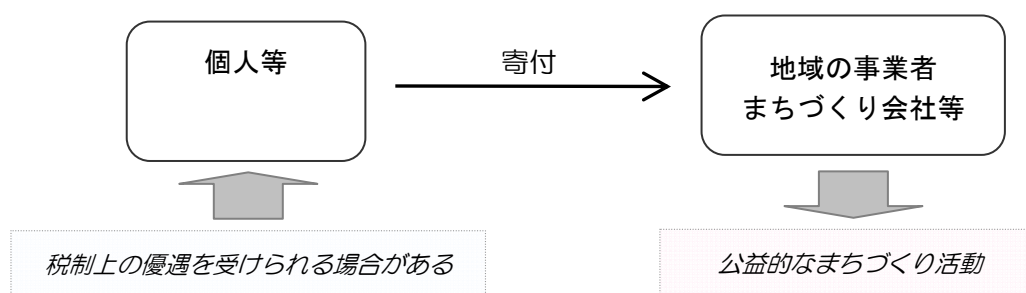 個人等
寄付
地域の事業者
まちづくり会社等
税制上の優遇を受けられる場合がある
公益的なまちづくり活動